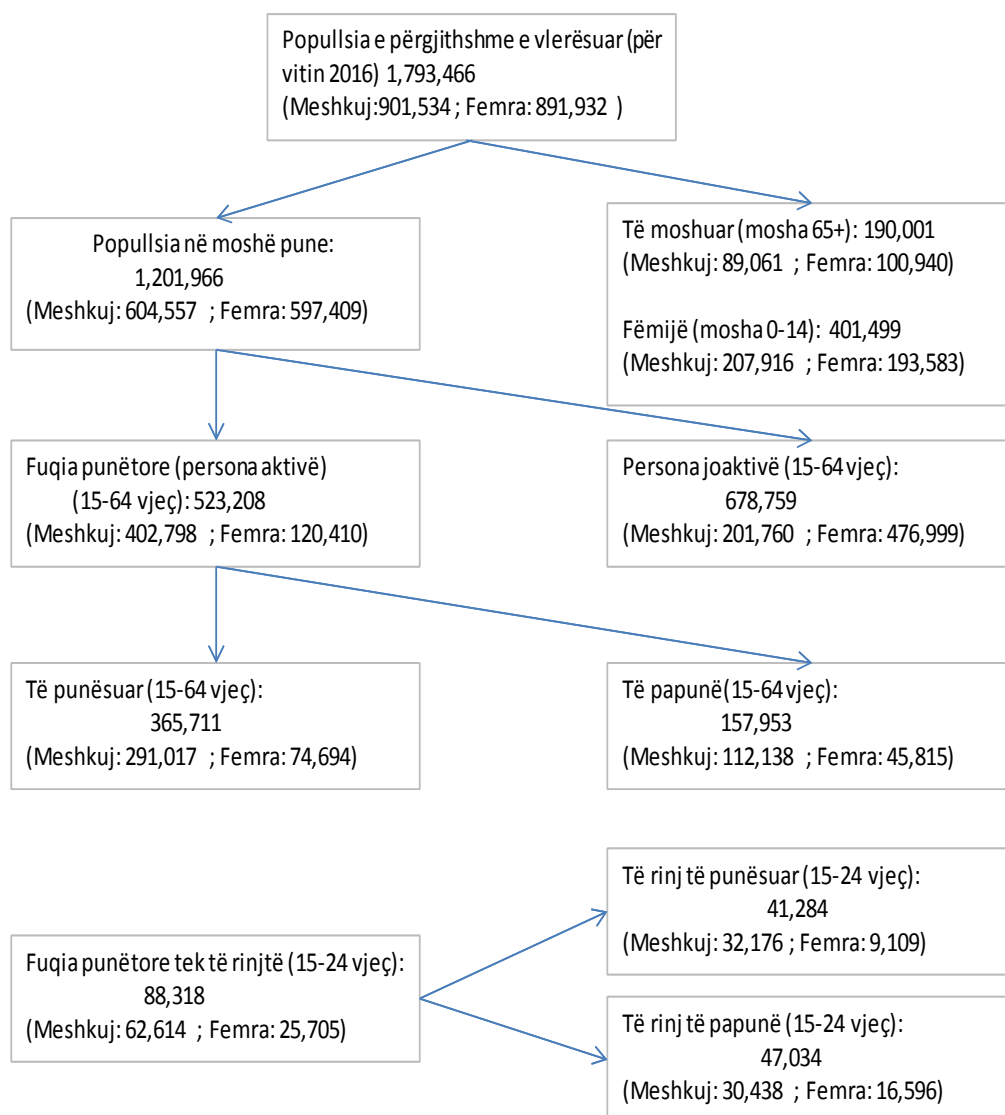 Popullsia e përgjithshme e vlerësuar (për
vitin 2016) 1,793,466
(Meshkuj:901,534 ; Femra: 891,932 )
Popullsia në moshë pune:
1,201,966
(Meshkuj: 604,557 ; Femra: 597,409)
Të moshuar (mosha 65+): 190,001
(Meshkuj: 89,061 ; Femra: 100,940)
Fëmijë (mosha 0-14): 401,499
(Meshkuj: 207,916 ; Femra: 193,583)
Fuqia punëtore (persona aktivë)
(15-64 vjeç): 523,208
(Meshkuj: 402,798 ; Femra: 120,410)
Persona joaktivë (15-64 vjeç):
678,759
(Meshkuj: 201,760 ; Femra: 476,999)
Të punësuar (15-64 vjeç):
365,711
(Meshkuj: 291,017 ; Femra: 74,694)
Të papunë(15-64 vjeç):
157,953
(Meshkuj: 112,138 ; Femra: 45,815)
Të rinj të punësuar (15-24 vjeç):
41,284
(Meshkuj: 32,176 ; Femra: 9,109)
Fuqia punëtore tek të rinjtë (15-24 vjeç):
88,318
(Meshkuj: 62,614 ; Femra: 25,705)
Të rinj të papunë (15-24 vjeç):
47,034
(Meshkuj: 30,438 ; Femra: 16,596)